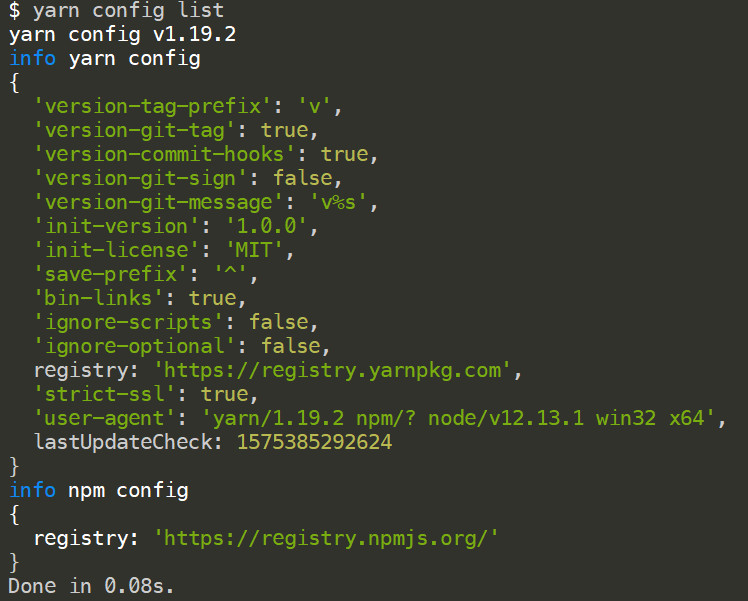 $ yarn config list
yarn config v1.19.2
info yarn config
{
  'version-tag-prefix': 'v',
  'version-git-tag': true,
  'version-commit-hooks': true,
  'version-git-sign': false,
  'version-git-message': 'v%s',
  'init-version': '1.0.0',
  'init-license': 'MIT',
  'save-prefix': '^',
  'bin-links': true,
  'ignore-scripts': false,
  'ignore-optional': false,
  registry: 'https://registry.yarnpkg.com',
  'strict-ssl': true,
  'user-agent': 'yarn/1.19.2 npm/? node/v12.13.1 win32 x64',
  lastUpdateCheck: 1575385292624
}
info npm config
{
  registry: 'https://registry.npmjs.org/'
}
Done in 0.08s.